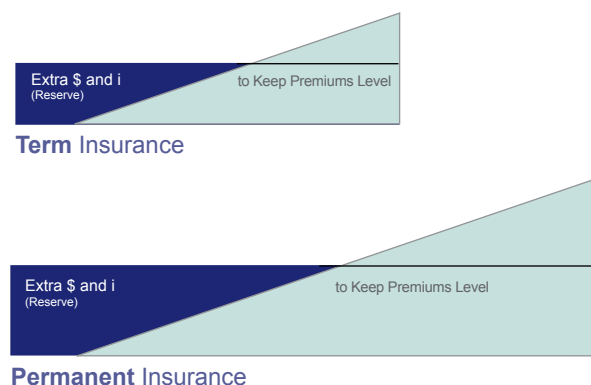 Extra $ and i
(Reserve)
to Keep Premiums Level
Term Insurance
Extra $ and i
(Reserve)
to Keep Premiums Level
Permanent Insurance